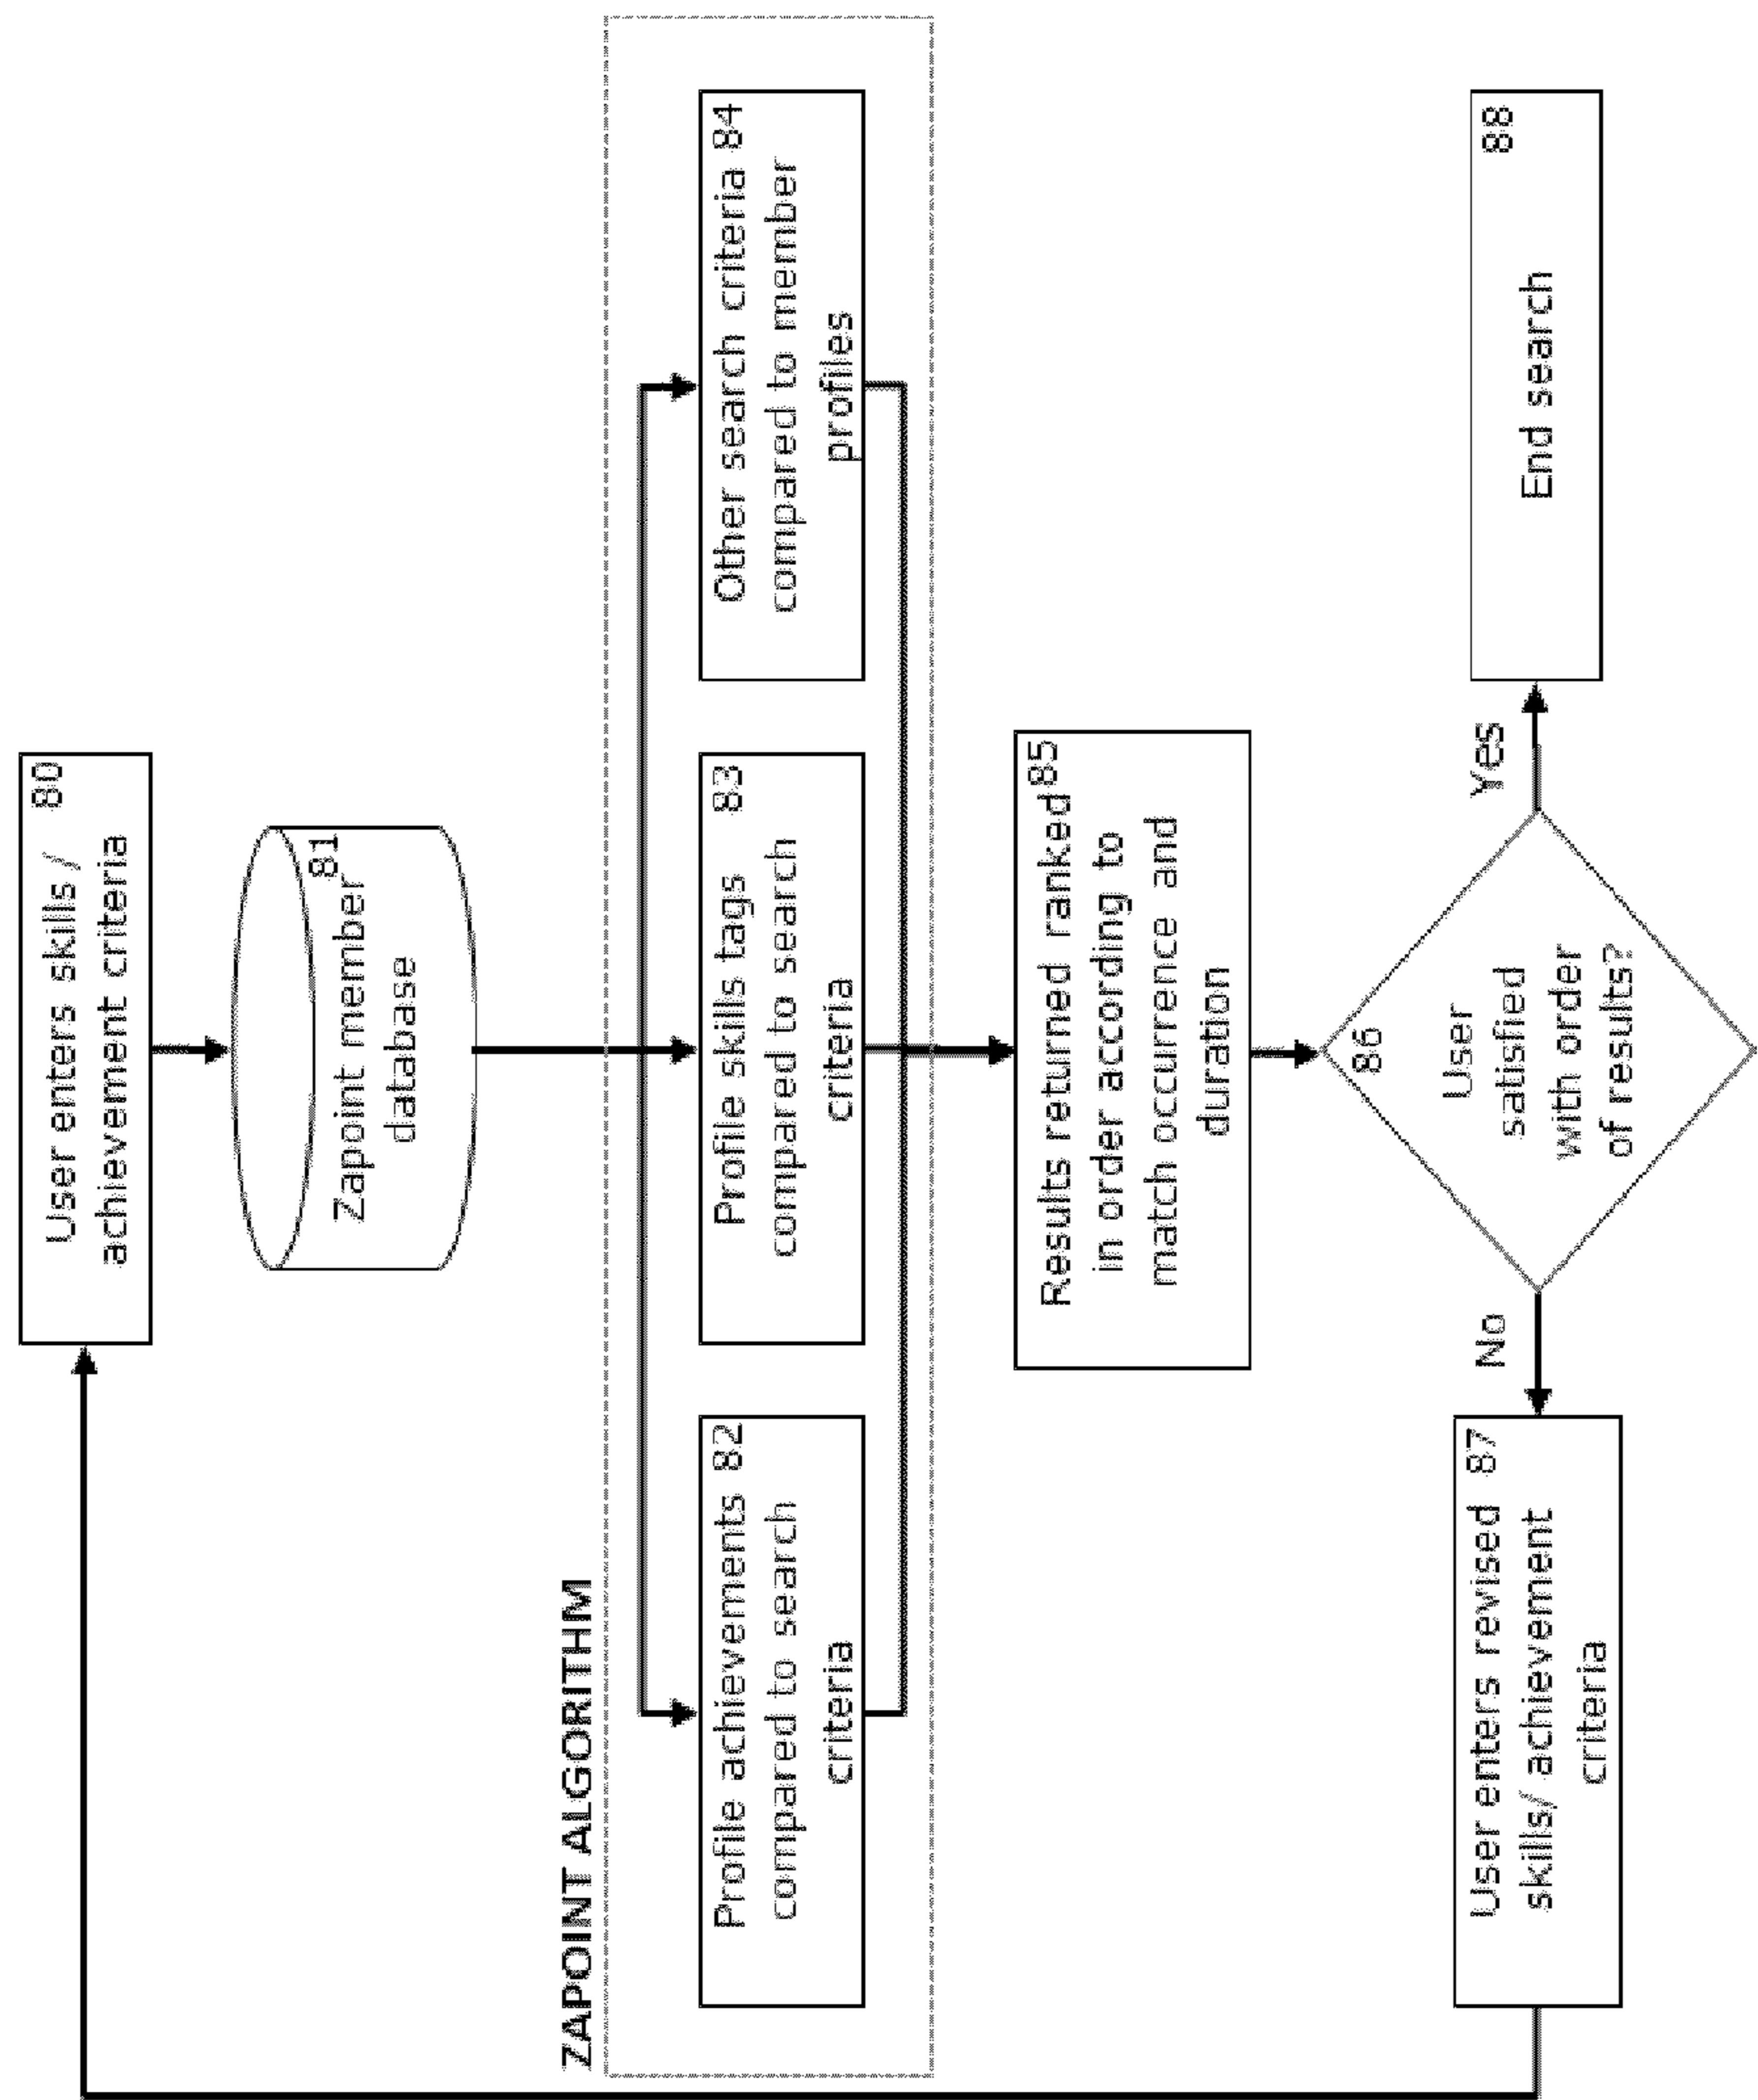 User enters skills / 80
achievement criteria
81
Zapoint member
database
ZAPOINT ALGORITHM
Profile achievements 82
compared to search
criteria
Profile skills tags 83
compared to search
criteria
Other search criteria 84
compared to member
profiles
Results returned ranked 85
in order according to
match occurrence and
duration
86
User
satisfied
with order
of results?
No
Yes
User enters revised 87
skills/ achievement
criteria
88
End search